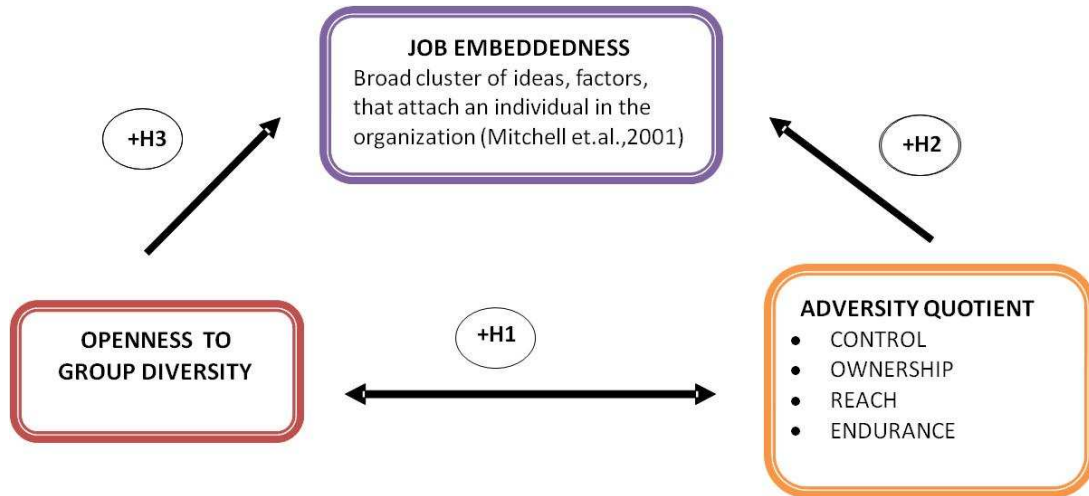 JOB EMBEDDEDNESS
Broad cluster of ideas, factors,
that attach an individual in the
organization (Mitchell et.al.,2001)
+H3
+H2
OPENNESS TO
GROUP DIVERSITY
+H1
ADVERSITY QUOTIENT
• CONTROL
• OWNERSHIP
• REACH
• ENDURANCE